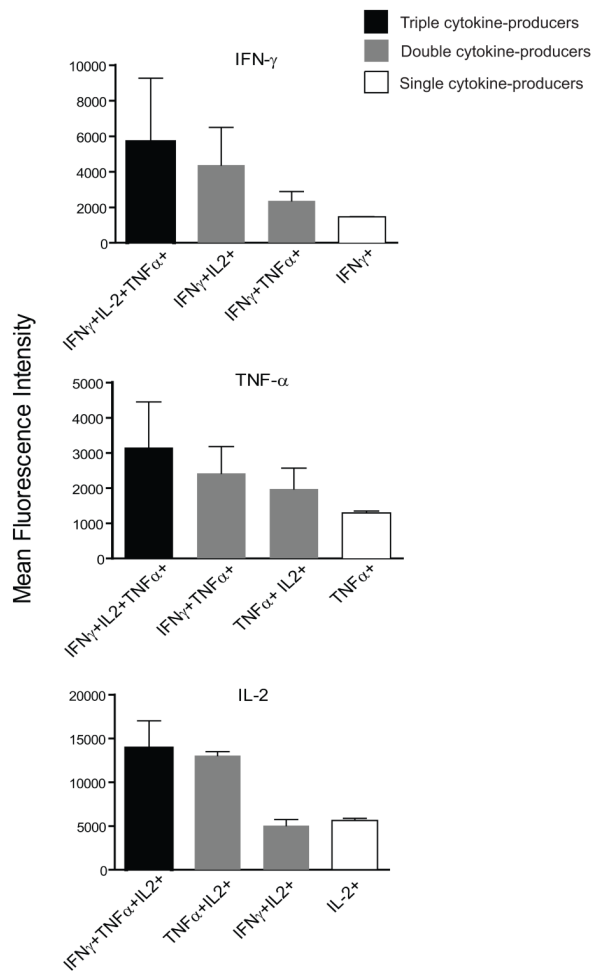 Triple cytokine-producers
Double cytokine-producers
Single cytokine-producers
Mean Fluorescence Intensity
IFN-γ
10000
8000
6000
4000
2000
0
IFNγ+IL-2+TNFα+
IFNγ+IL2+
IFNγ+TNFα+
IFNγ+
TNF-α
5000
4000
3000
2000
1000
0
IFNγ+IL2+TNFα+
IFNγ+TNFα+
TNFα+ IL2+
TNFα+
IL-2
20000
15000
10000
5000
0
IFNγ+TNFα+IL2+
TNFα+IL2+
IFNγ+IL2+
IL-2+